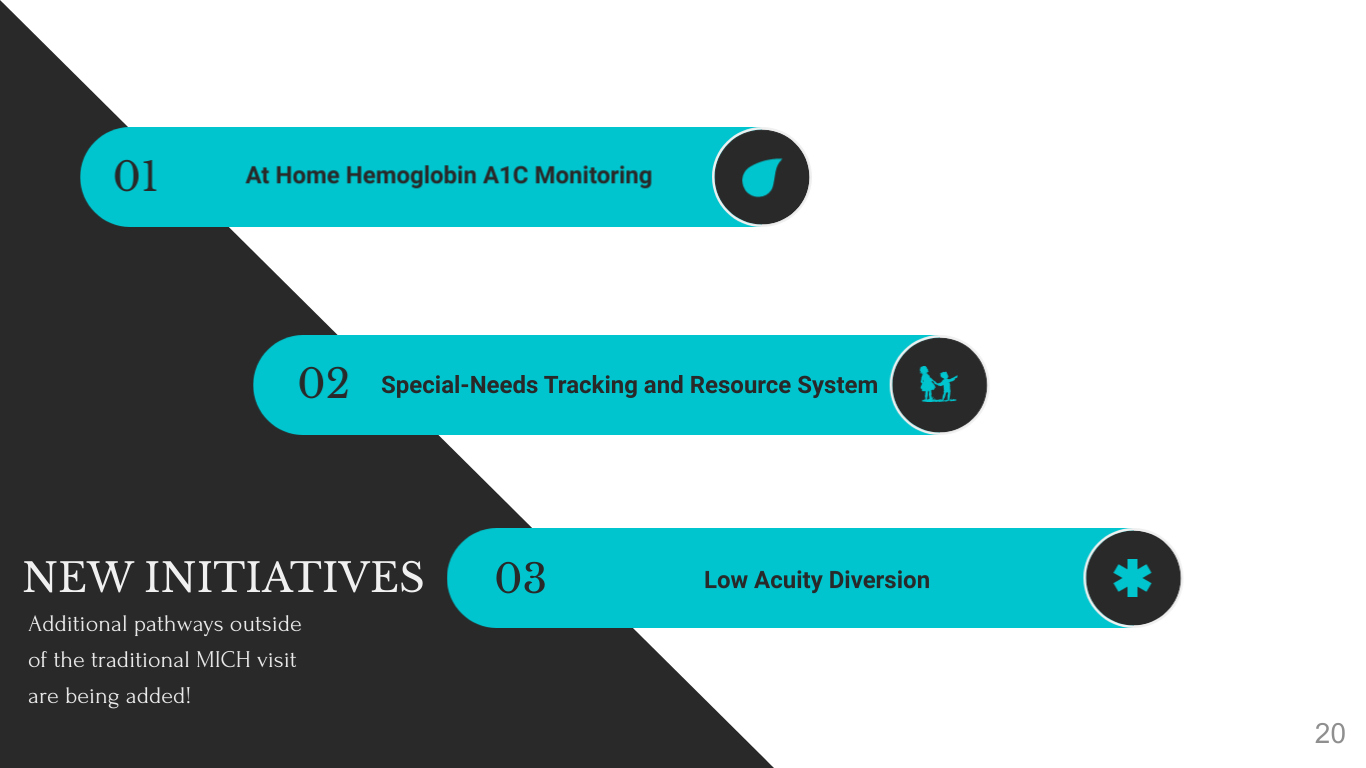 01
At Home Hemoglobin A1C Monitoring
02
Special-Needs Tracking and Resource System
03
Low Acuity Diversion
NEW INITIATIVES
Additional pathways outside
of the traditional MICH visit
are being added!
20